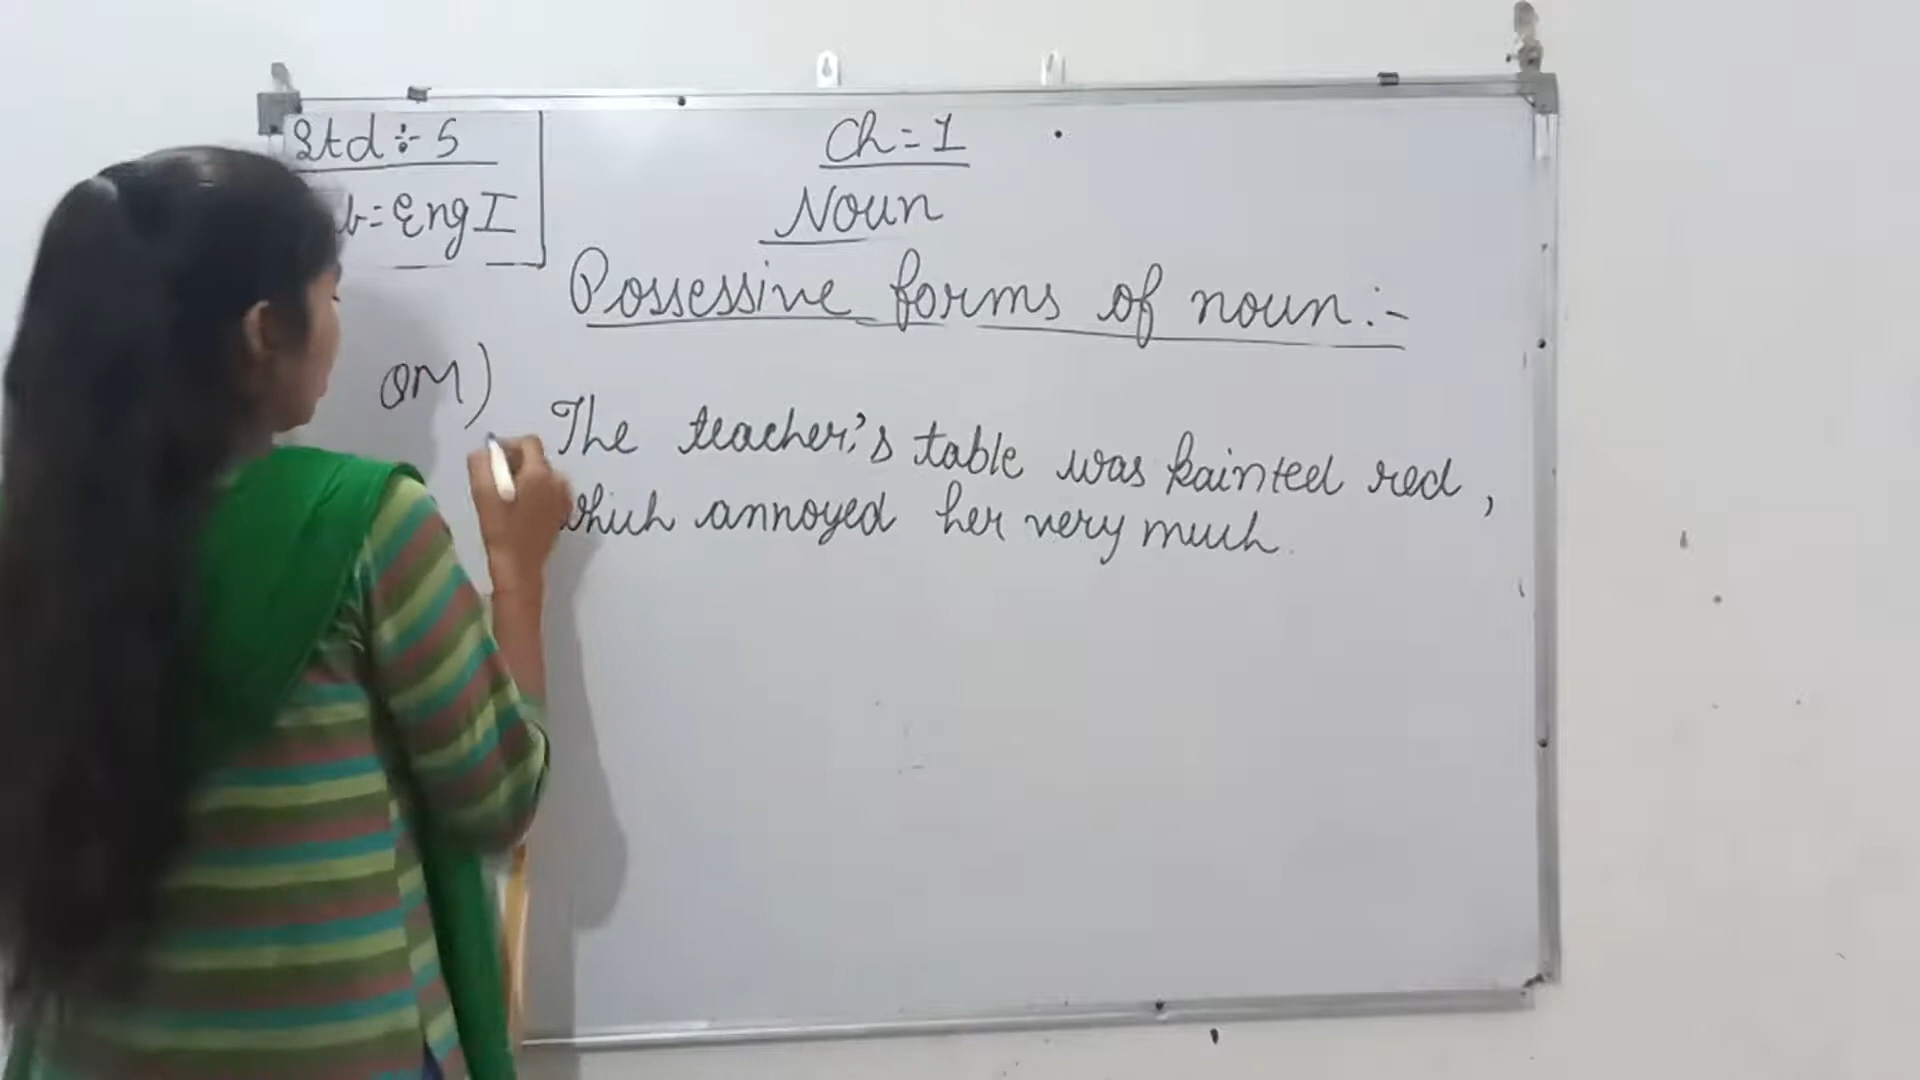 Std ÷ 5
b = Eng I
Ch = 1
Noun
Possessive forms of noun :-
OM)
The teacher's table was painted red ,
which annoyed her very much.